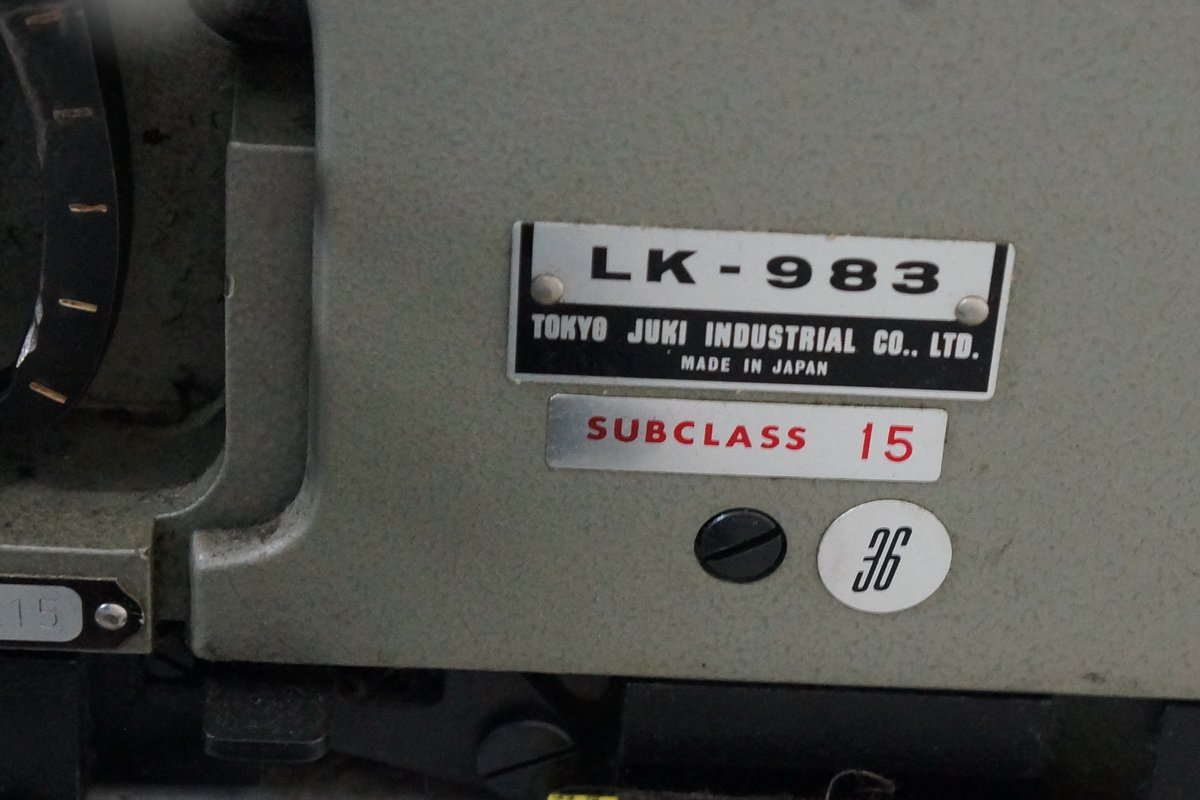 LK-983
TOKYO JUKI INDUSTRIAL CO., LTD.
MADE IN JAPAN
SUBCLASS 15
36
15